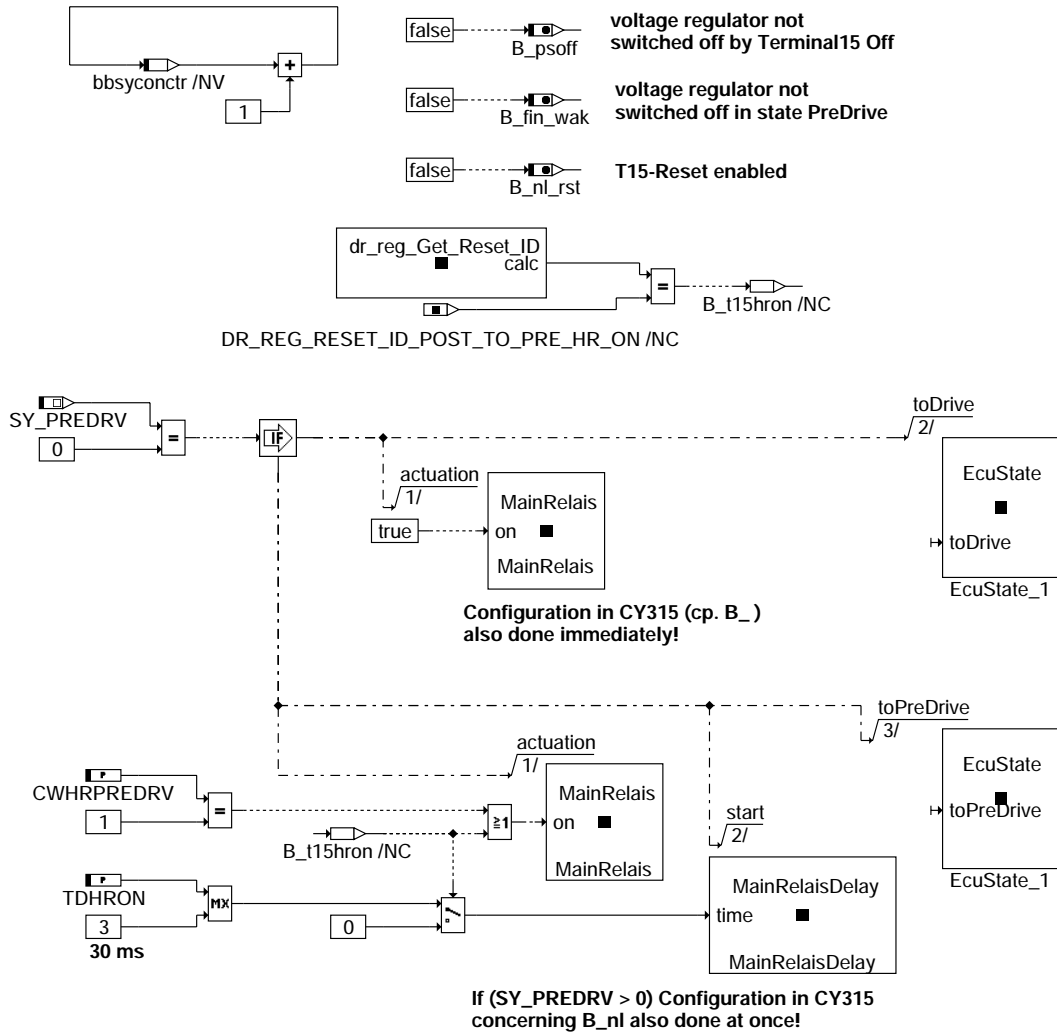 bbsyconctr /NV
+
1
false
B_psoff
voltage regulator not
switched off by Terminal15 Off
false
B_fin_wak
voltage regulator not
switched off in state PreDrive
false
B_nl_rst
T15-Reset enabled
dr_reg_Get_Reset_ID
calc
=
B_t15hron /NC
DR_REG_RESET_ID_POST_TO_PRE_HR_ON /NC
SY_PREDRV
0
=
IF
toDrive
2/
actuation
1/
true
MainRelais
on
MainRelais
EcuState
toDrive
EcuState_1
Configuration in CY315 (cp. B_ )
also done immediately!
toPreDrive
3/
actuation
1/
CWHRPREDRV
1
=
B_t15hron /NC
≥1
MainRelais
on
MainRelais
start
2/
EcuState
toPreDrive
EcuState_1
P
P
TDHRON
3
30 ms
MX
0
MainRelaisDelay
time
MainRelaisDelay
If (SY_PREDRV > 0) Configuration in CY315
concerning B_nl also done at once!